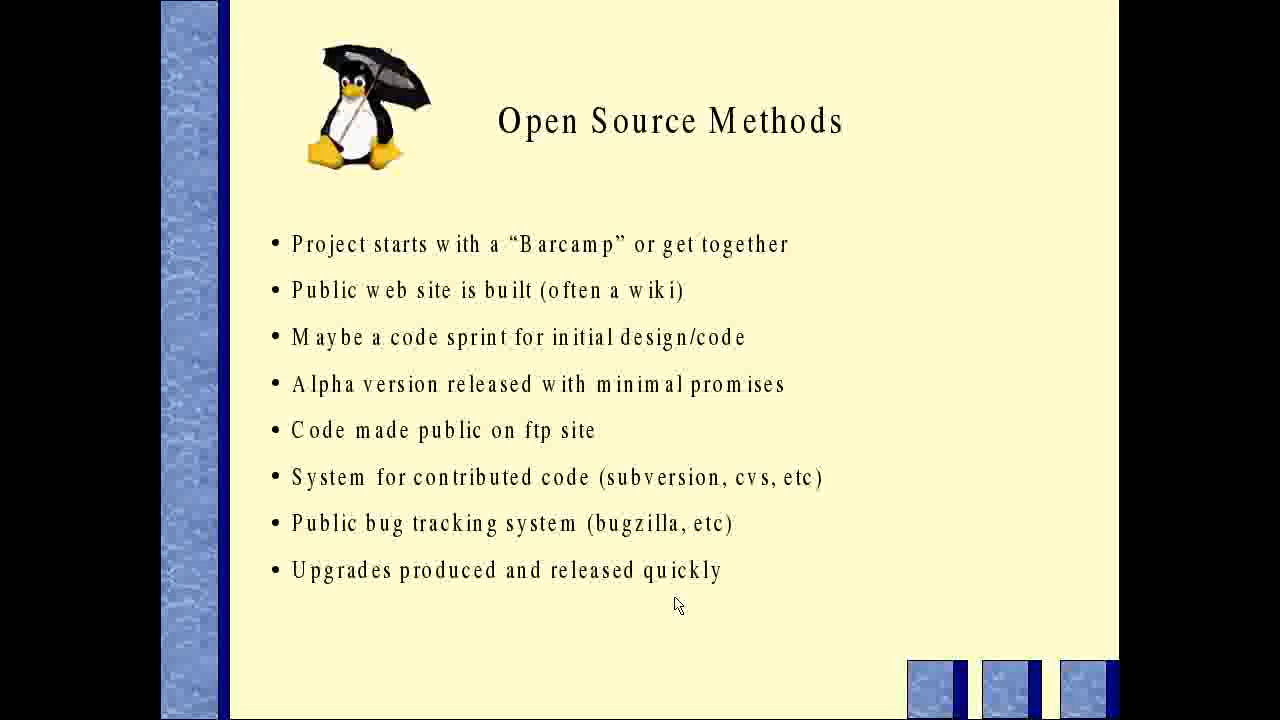 Open Source Methods
• Project starts with a “Barcamp” or get together
• Public web site is built (often a wiki)
• Maybe a code sprint for initial design/code
• Alpha version released with minimal promises
• Code made public on ftp site
• System for contributed code (subversion, cvs, etc)
• Public bug tracking system (bugzilla, etc)
• Upgrades produced and released quickly